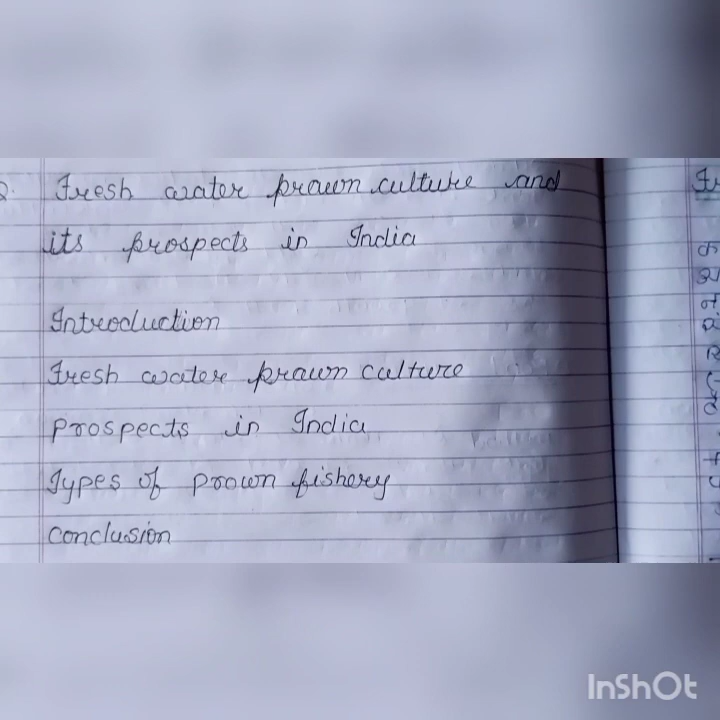 Fresh water prawn culture and
its prospects in India
Introduction
Fresh water prawn culture
prospects in India
Types of prown fishery
conclusion
InShOt